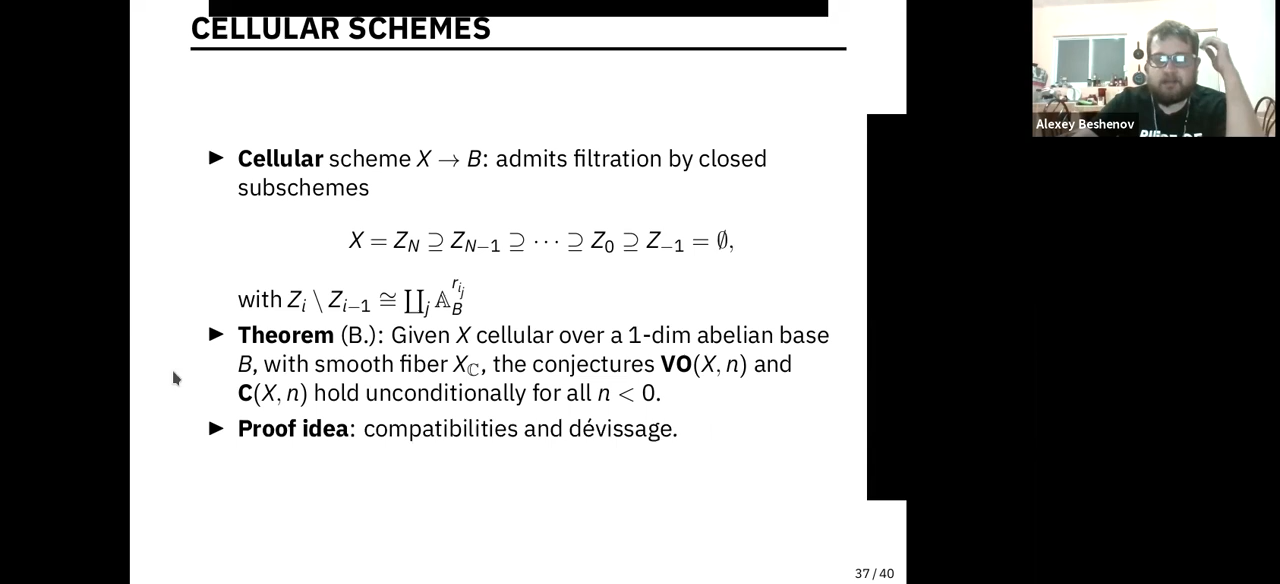 CELLULAR SCHEMES
► Cellular scheme X → B: admits filtration by closed
subschemes
X = Z_N ⊇ Z_{N−1} ⊇ ··· ⊇ Z_0 ⊇ Z_{−1} = ∅,
with Z_i \ Z_{i−1} ≅ ∐_j 𝔸_B^{r_{i_j}}
► Theorem (B.): Given X cellular over a 1-dim abelian base
B, with smooth fiber X_ℂ, the conjectures VO(X, n) and
C(X, n) hold unconditionally for all n < 0.
► Proof idea: compatibilities and dévissage.
37 / 40
Alexey Beshenov